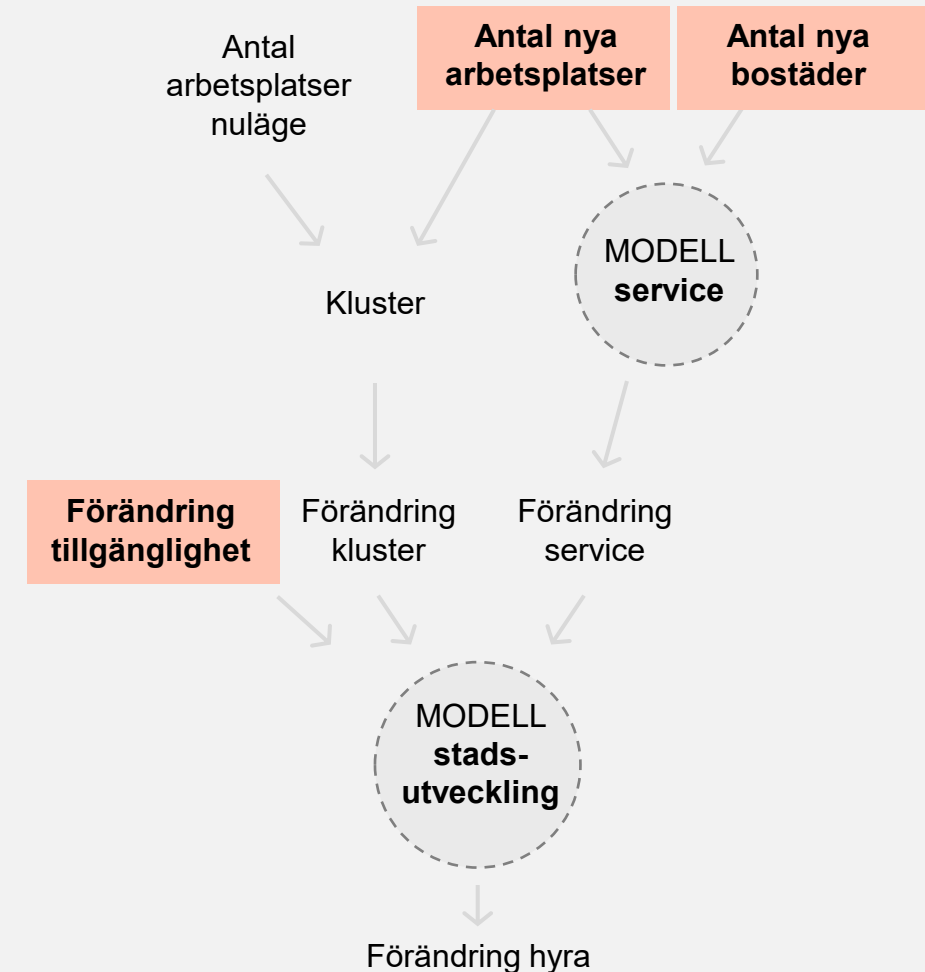 Antal
arbetsplatser
nuläge
Antal nya
arbetsplatser
Antal nya
bostäder
MODELL
service
Kluster
Förändring
tillgänglighet
Förändring
kluster
Förändring
service
MODELL
stads-
utveckling
Förändring hyra